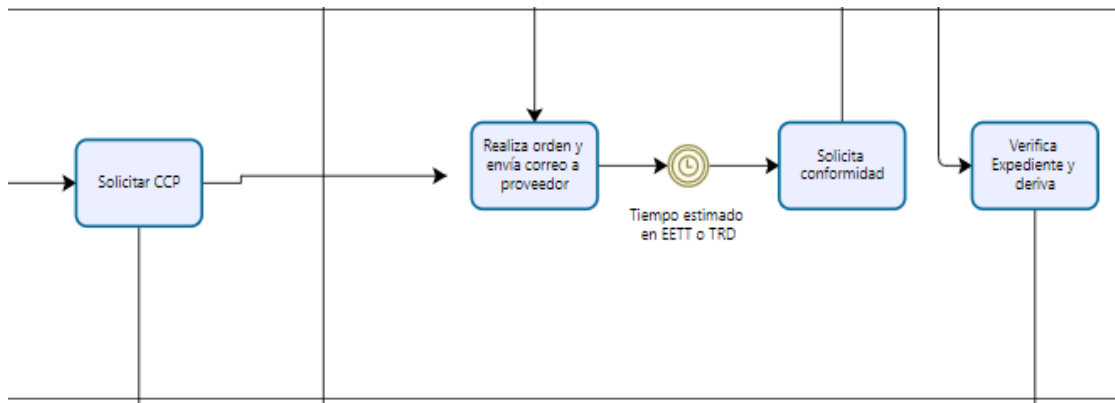 Solicitar CCP
Realiza orden y
envía correo a
proveedor
Tiempo estimado
en EETT o TRD
Solicita
conformidad
Verifica
Expediente y
deriva